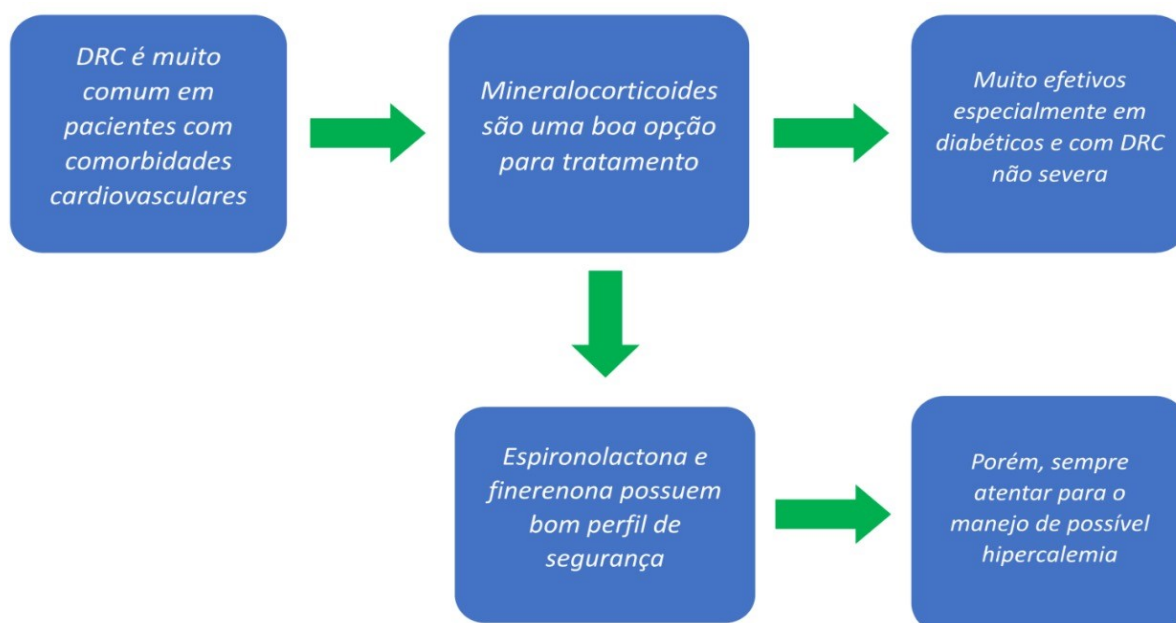 DRC é muito
comum em
pacientes com
comorbidades
cardiovasculares
Mineralocorticoides
são uma boa opção
para tratamento
Muito efetivos
especialmente em
diabéticos e com DRC
não severa
Espironolactona e
finerenona possuem
bom perfil de
segurança
Porém, sempre
atentar para o
manejo de possível
hipercalemia